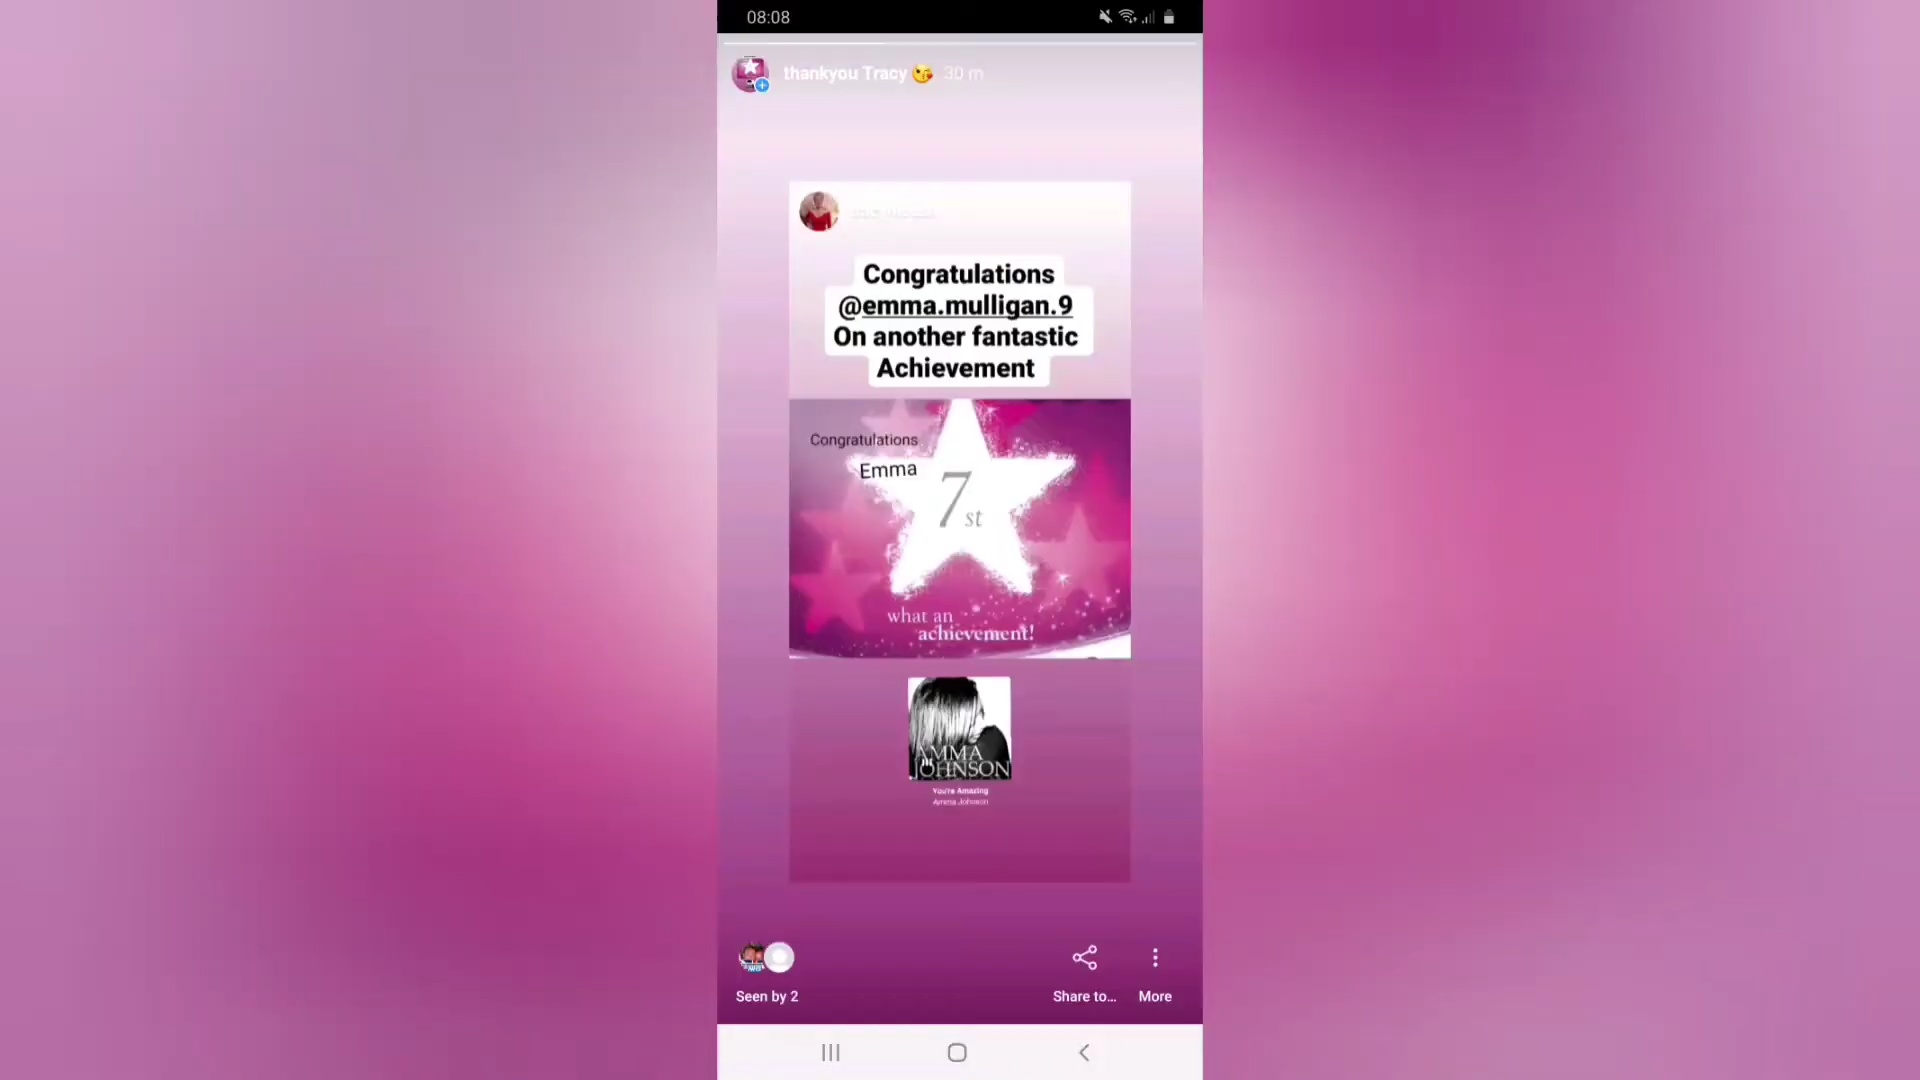 08:08
thankyou Tracy 😘 30 m
Congratulations
@emma.mulligan.9
On another fantastic
Achievement
Congratulations
Emma
7st
what an
achievement!
JOHNSON
You're Amazing
Seen by 2
Share to...
More